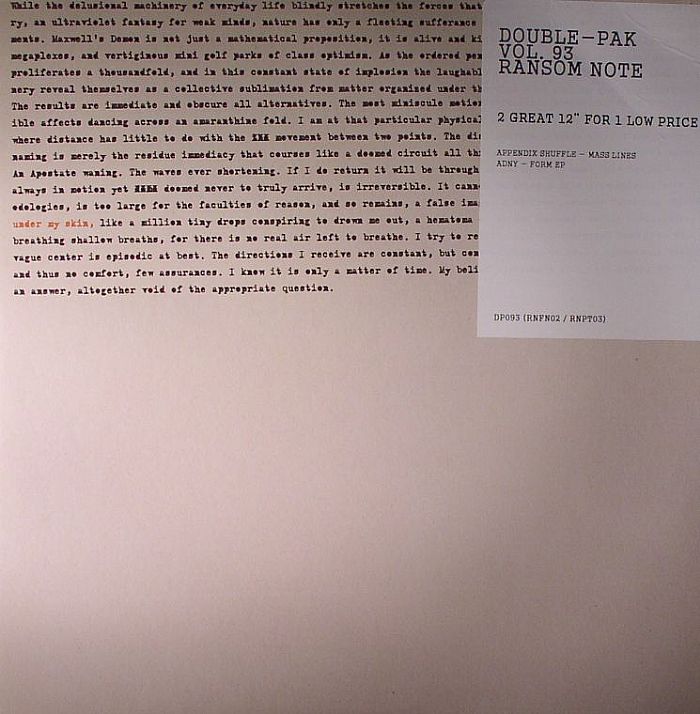 While the delusional machinery of everyday life blindly stretches the forces that
ry, an ultraviolet fantasy for weak minds, nature has only a fleeting sufferance
ments. Maxwell's Demon is not just a mathematical preposition, it is alive and ki
megaplexes, and vertiginous mini golf parks of class optimism. As the ordered pen
proliferates a thousandfold, and in this constant state of implosion the laughabl
nery reveal themselves as a collective sublimation from matter organized under th
The results are immediate and obscure all alternatives. The most miniscule motion
ible affects dancing across an amaranthine feld. I am at that particular physical
where distance has little to do with the XXX movement between two points. The dis
naming is merely the residue immediacy that courses like a doomed circuit all th
An Apostate waning. The waves ever shortening. If I do return it will be through
always in motion yet doomed never to truly arrive, is irreversible. It cann
odologies, is too large for the faculties of reason, and so remains, a false ima
under my skin, like a million tiny drops conspiring to drown me out, a hematoma
breathing shallow breaths, for there is no real air left to breathe. I try to re
vague center is episodic at best. The directions I receive are constant, but con
and thus no comfort, few assurances. I know it is only a matter of time. My beli
an answer, altogether void of the appropriate question.
DOUBLE-PAK
VOL. 93
RANSOM NOTE
2 GREAT 12" FOR 1 LOW PRICE
APPENDIX SHUFFLE - MASS LINES
ADNY - FORM EP
DP093 (RNFN02 / RNPT03)